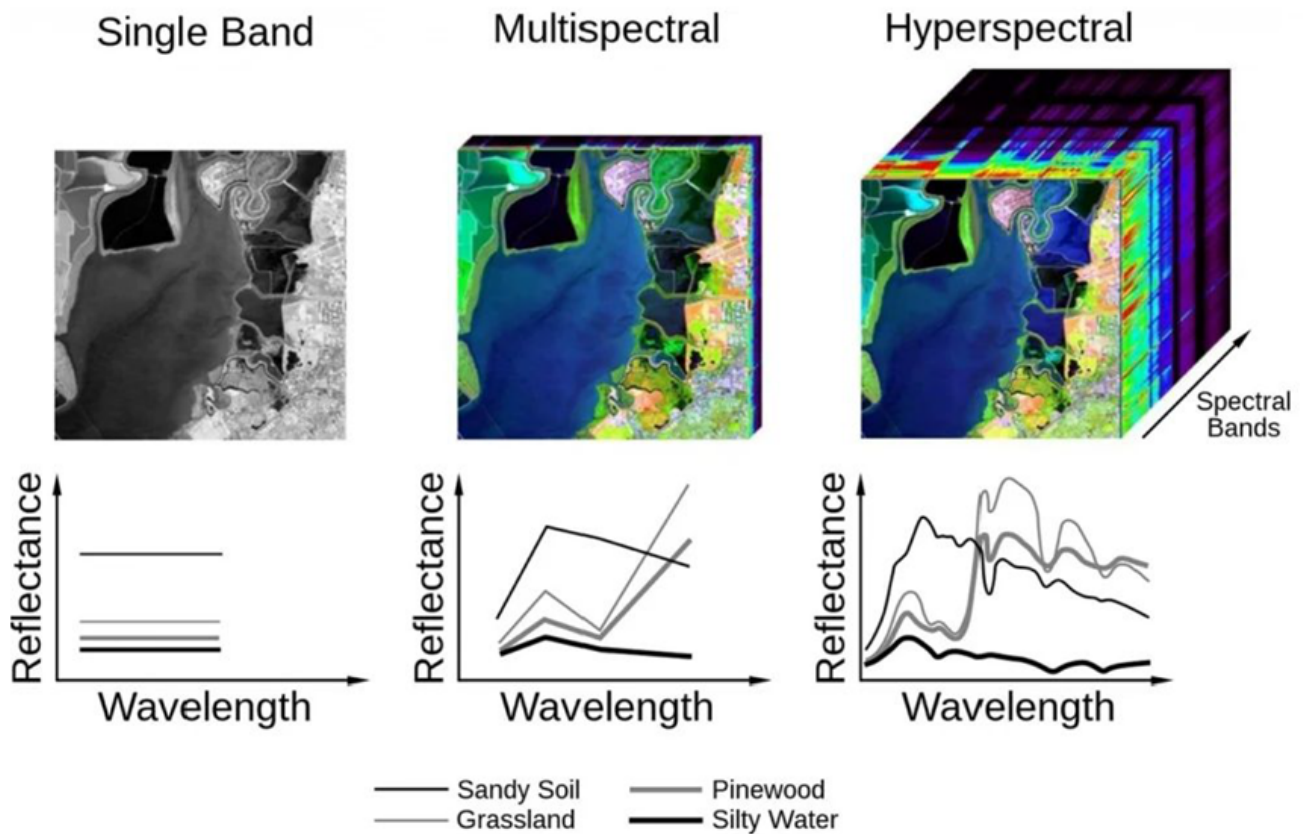 Single Band
Multispectral
Hyperspectral
Spectral
Bands
Reflectance
Wavelength
Reflectance
Wavelength
Reflectance
Wavelength
Sandy Soil
Pinewood
Grassland
Silty Water